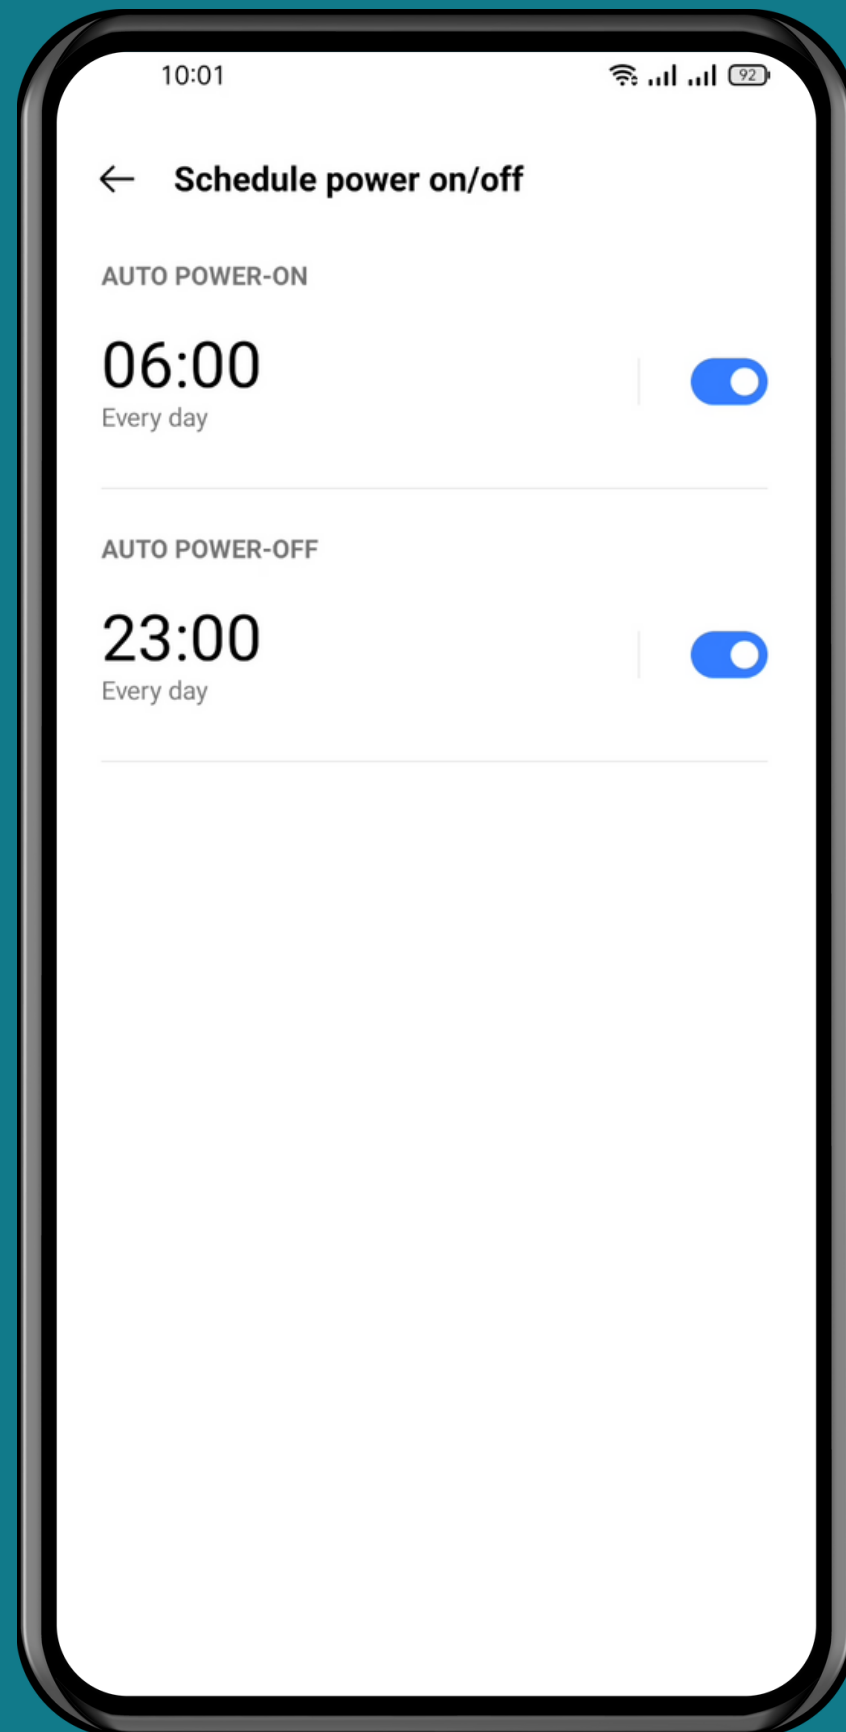 10:01
92
Schedule power on/off
AUTO POWER-ON
06:00
Every day
AUTO POWER-OFF
23:00
Every day